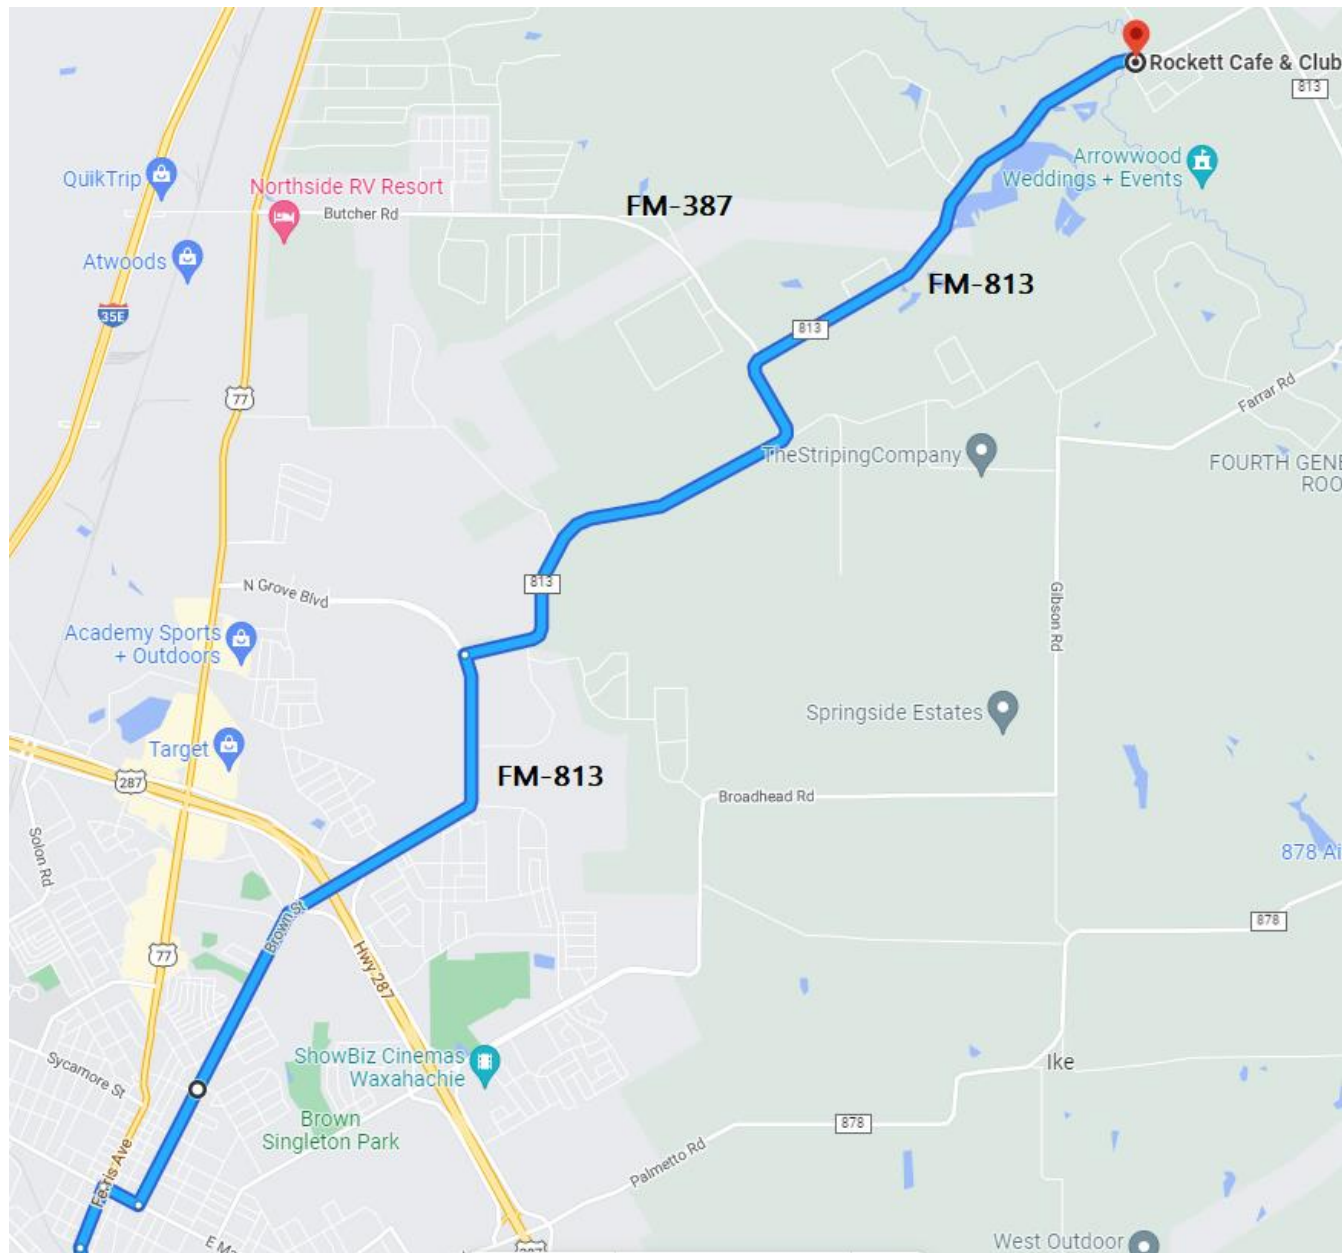 Rockett Cafe & Club
813
Arrowwood
Weddings + Events
QuikTrip
Northside RV Resort
Butcher Rd
FM-387
Atwoods
35E
FM-813
813
77
Farrar Rd
TheStripingCompany
FOURTH GENE
ROO
813
N Grove Blvd
Gibson Rd
Academy Sports
+ Outdoors
Springside Estates
Target
287
FM-813
Broadhead Rd
Solon Rd
878 Ai
Brown St
878
77
Hwy 287
ShowBiz Cinemas
Waxahachie
Ike
Sycamore St
Brown
Singleton Park
878
Palmetto Rd
Ferris Ave
E Ma
287
West Outdoor